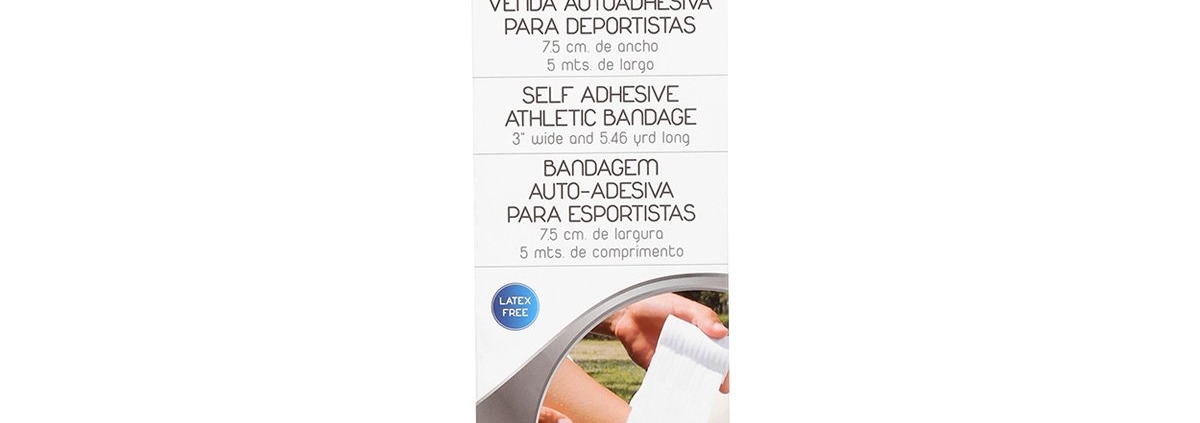 VENDA AUTOADHESIVA
PARA DEPORTISTAS
7.5 cm. de ancho
5 mts. de largo
SELF ADHESIVE
ATHLETIC BANDAGE
3" wide and 5.46 yrd long
BANDAGEM
AUTO-ADESIVA
PARA ESPORTISTAS
7.5 cm. de largura
5 mts. de comprimento
LATEX
FREE